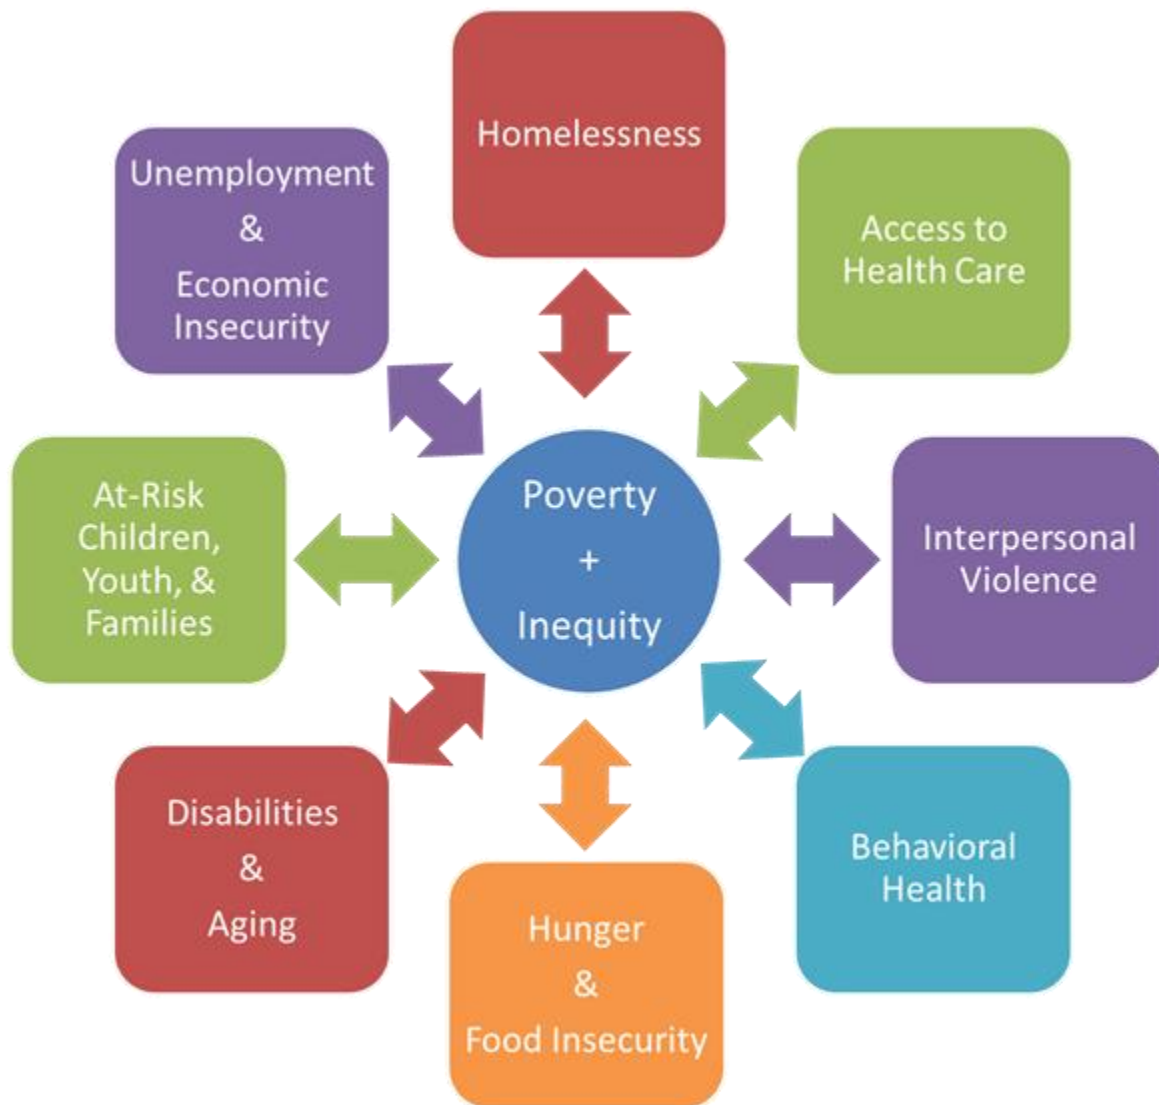 Homelessness
Access to
Health Care
Interpersonal
Violence
Behavioral
Health
Hunger
&
Food Insecurity
Disabilities
&
Aging
At-Risk
Children,
Youth, &
Families
Unemployment
&
Economic
Insecurity
Poverty
+
Inequity